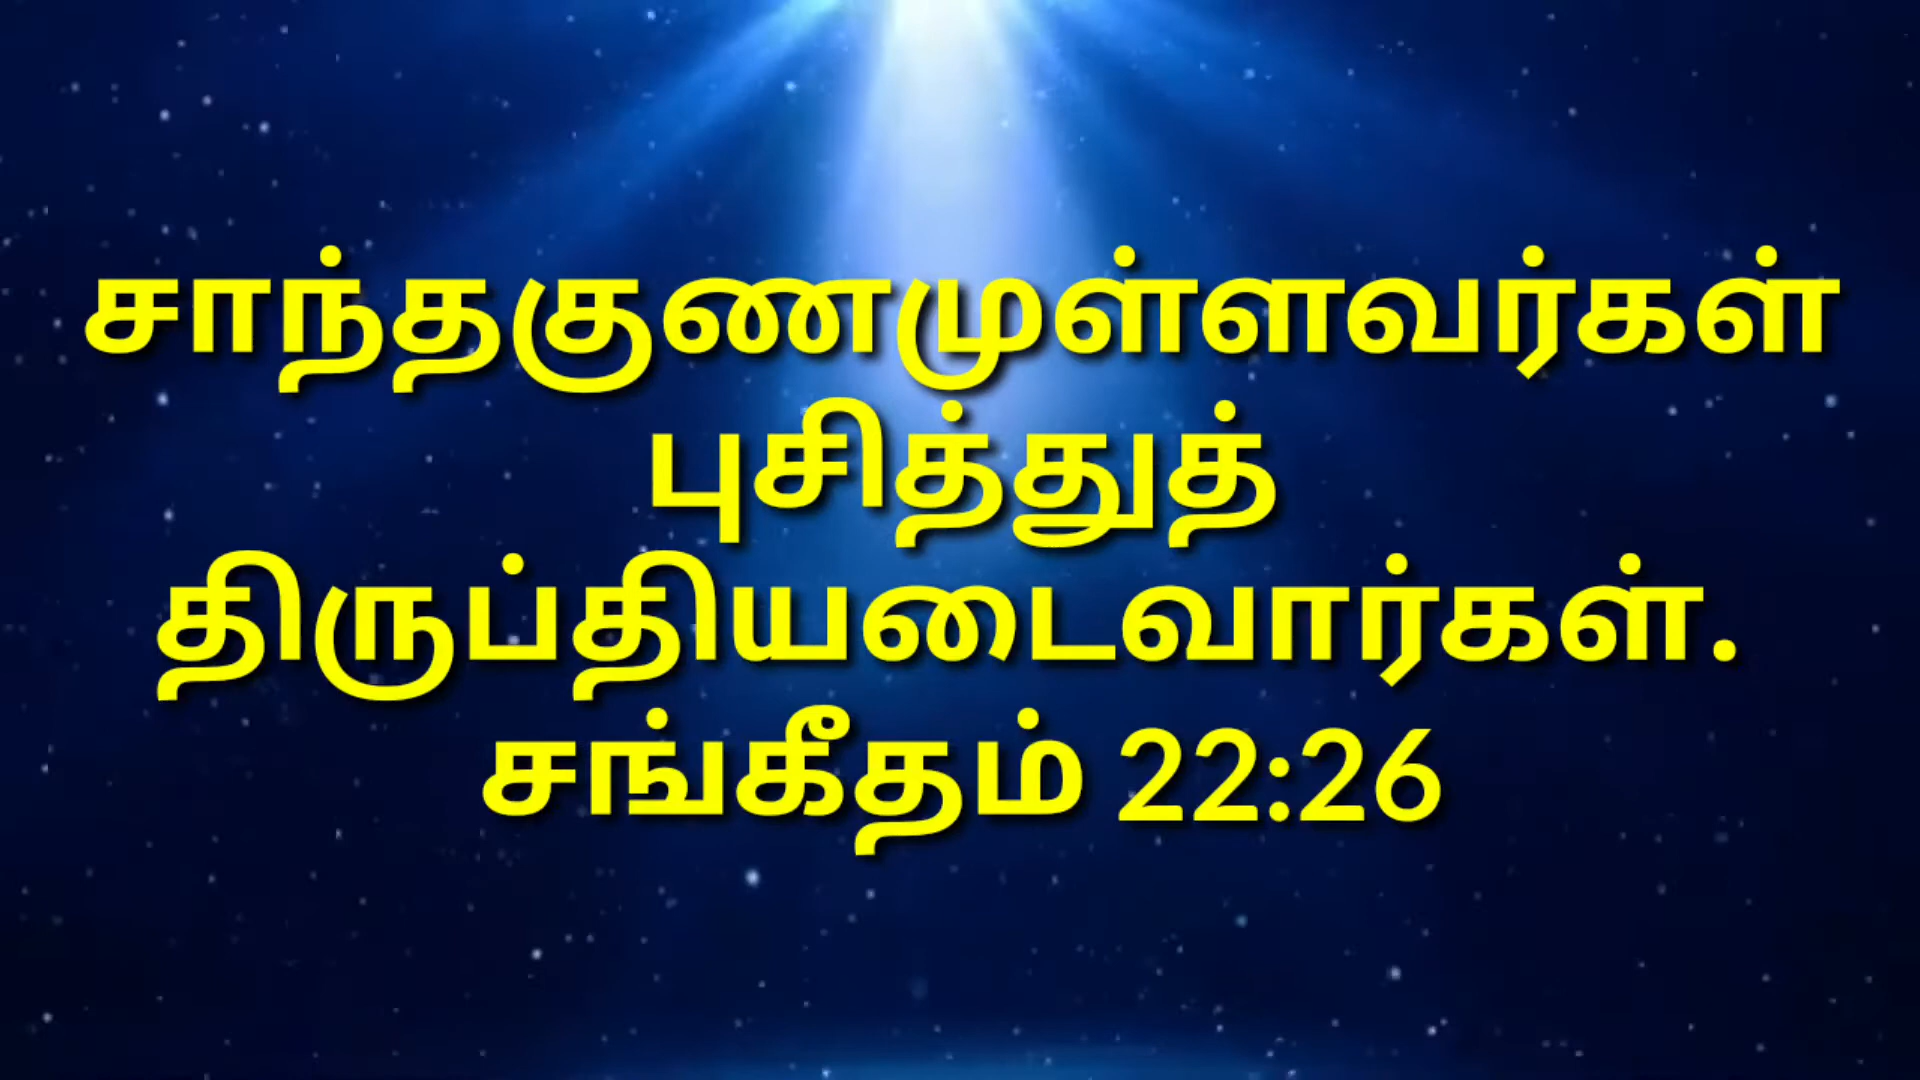 சாந்தகுணமுள்ளவர்கள்
புசித்துத்
திருப்தியடைவார்கள்.
சங்கீதம் 22:26